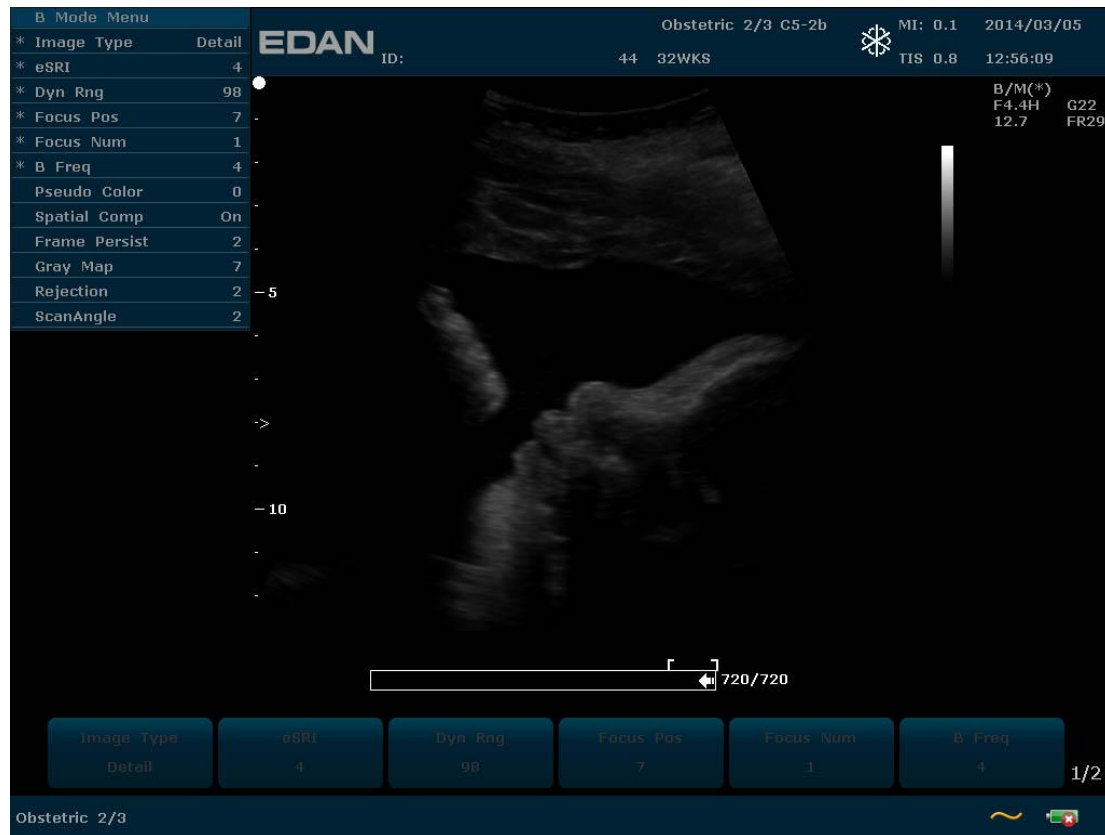 B Mode Menu
* Image Type Detail
* eSRI 4
* Dyn Rng 98
* Focus Pos 7
* Focus Num 1
* B Freq 4
Pseudo Color 0
Spatial Comp On
Frame Persist 2
Gray Map 7
Rejection 2
ScanAngle 2
EDAN
ID:
44 32WKS
Obstetric 2/3 C5-2b
MI: 0.1
TIS 0.8
2014/03/05
12:56:09
B/M(*)
F4.4H G22
12.7 FR29
5
->
10
720/720
Image Type
Detail
eSRI
4
Dyn Rng
98
Focus Pos
7
Focus Num
1
B Freq
4
1/2
Obstetric 2/3